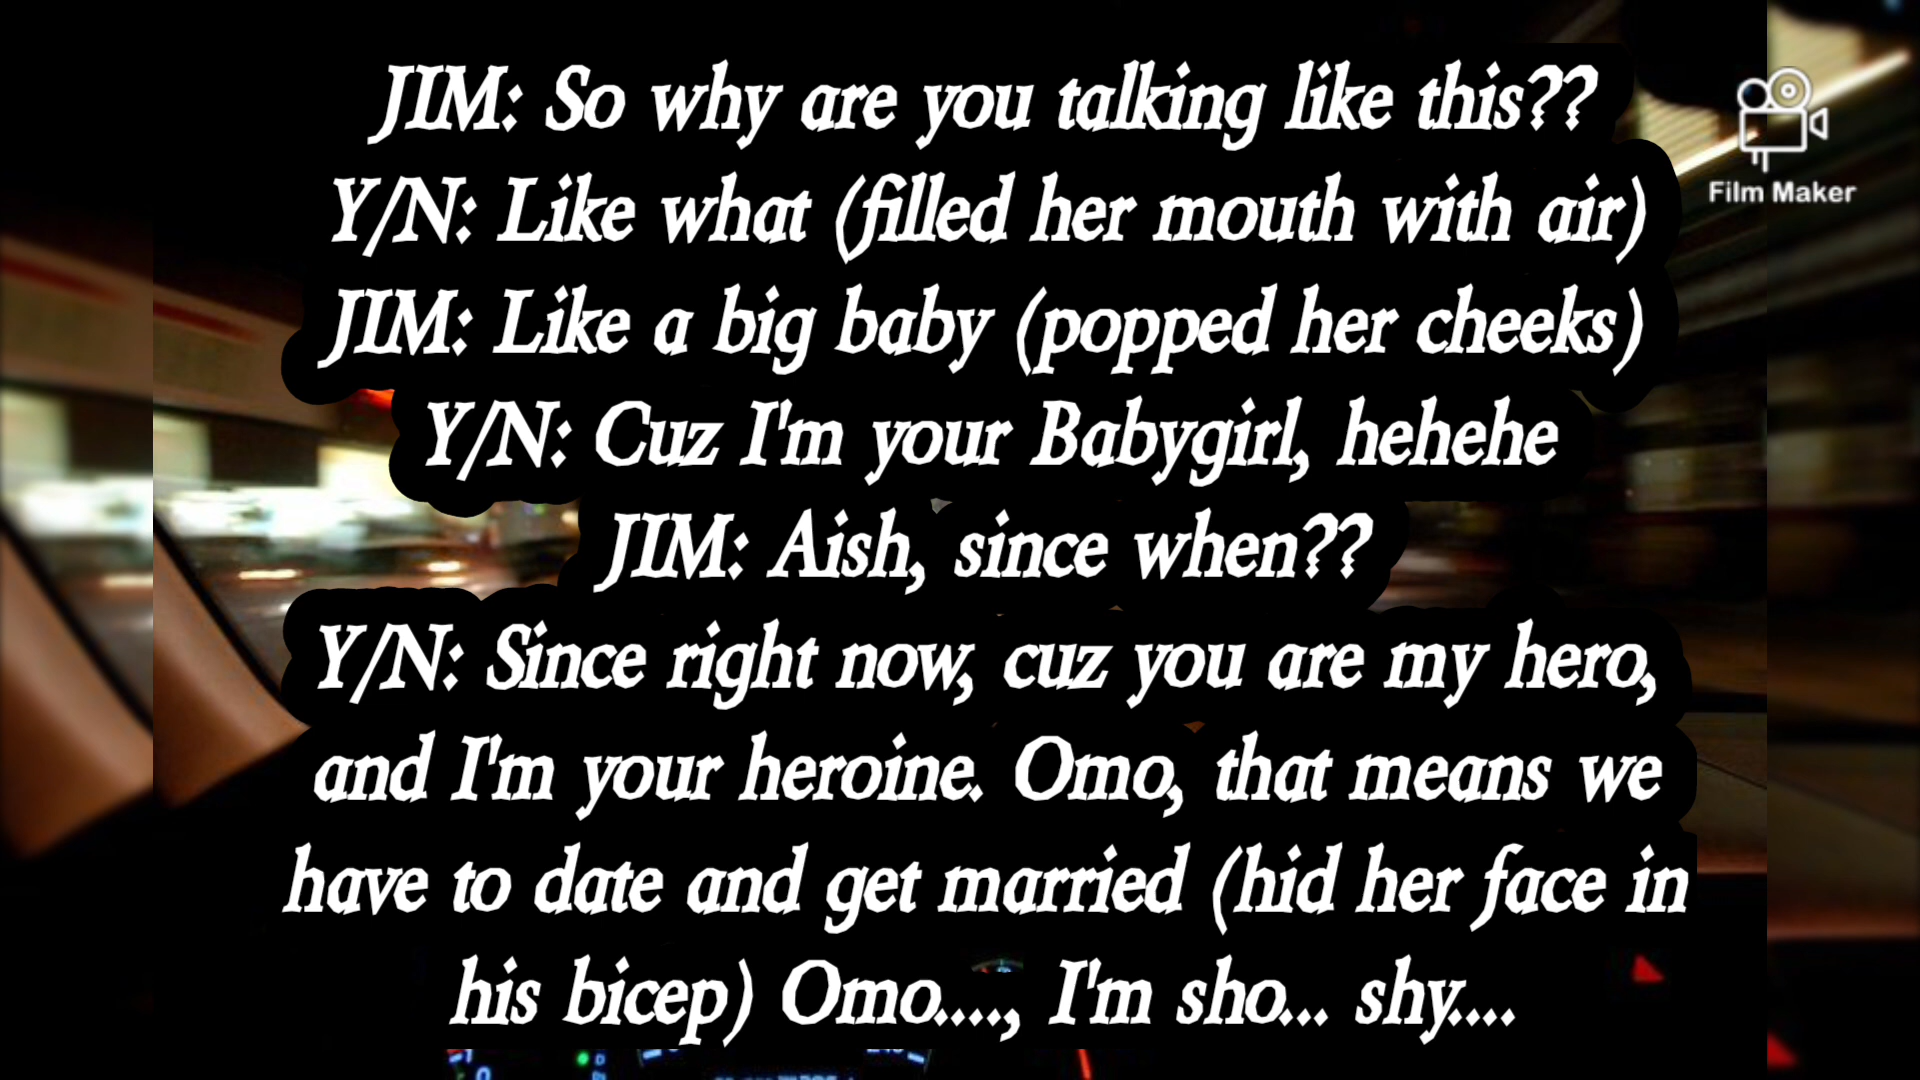 JIM: So why are you talking like this??
Y/N: Like what (filled her mouth with air)
JIM: Like a big baby (popped her cheeks)
Y/N: Cuz I'm your Babygirl, hehehe
JIM: Aish, since when??
Y/N: Since right now, cuz you are my hero,
and I'm your heroine. Omo, that means we
have to date and get married (hid her face in
his bicep) Omo...., I'm sho... shy....
Film Maker